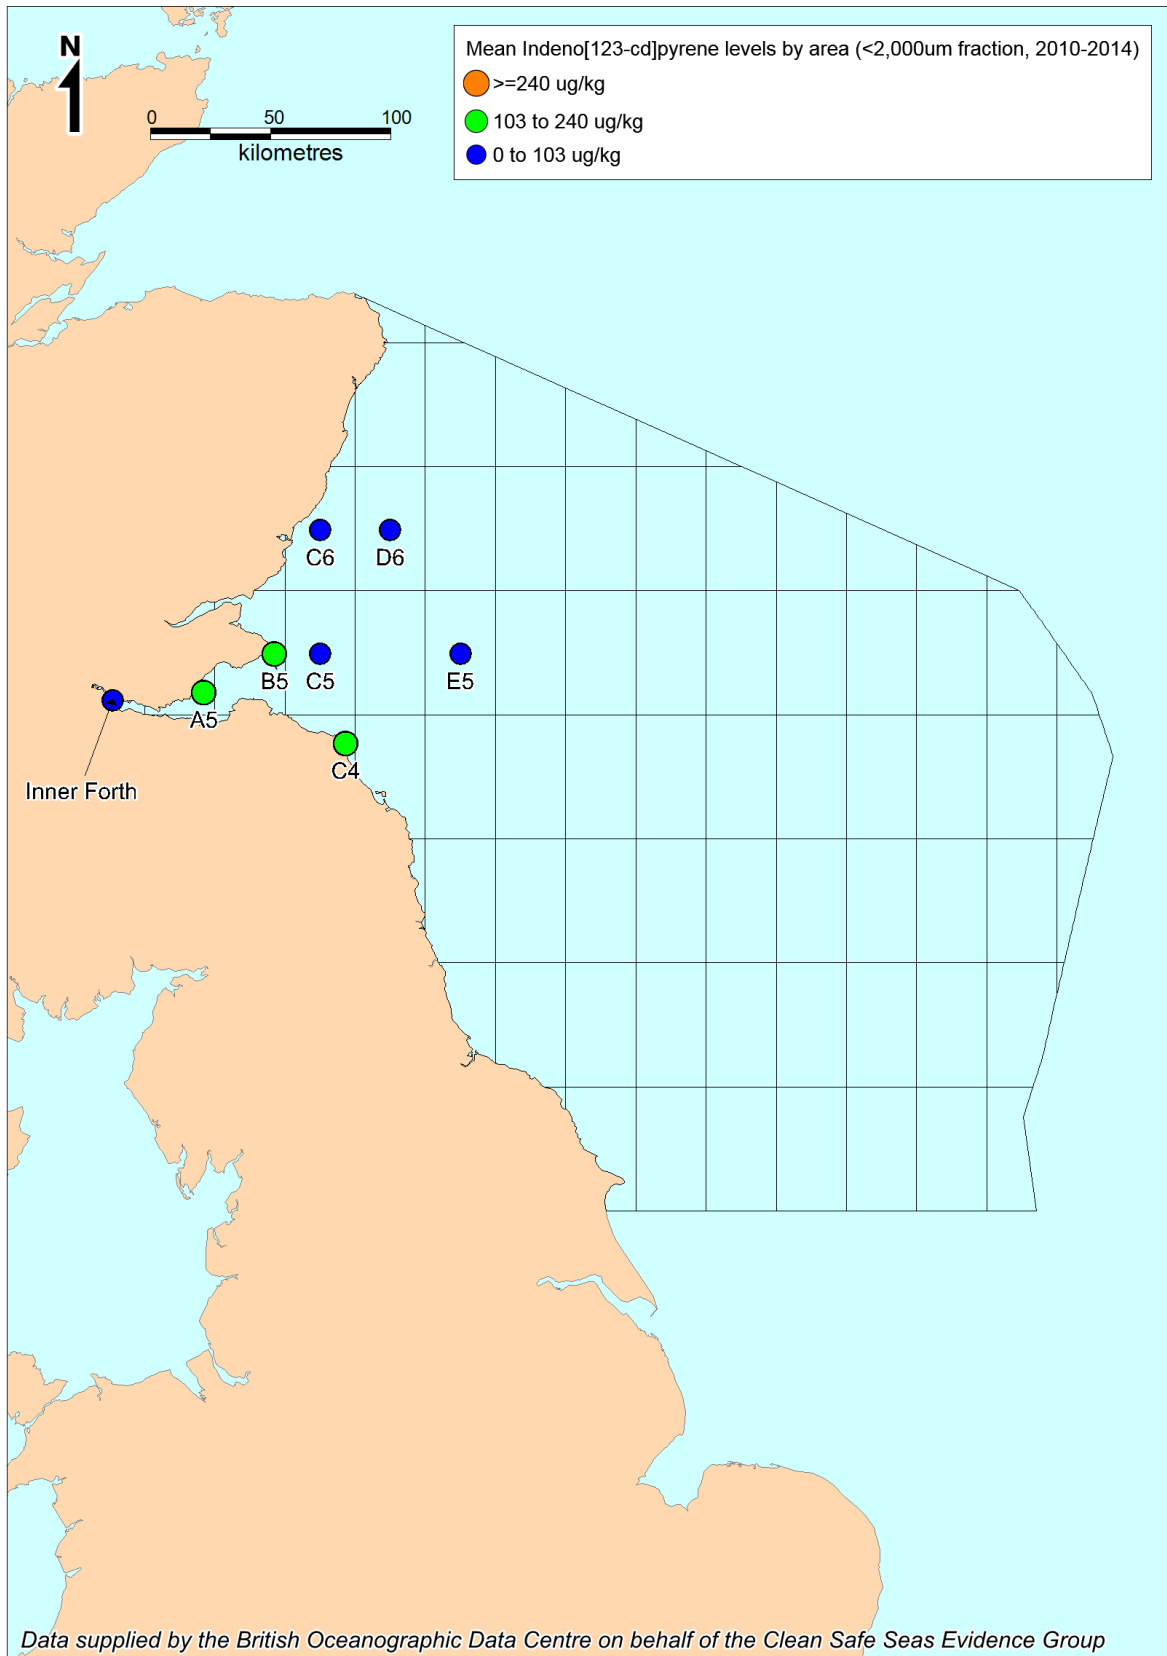 Mean Indeno[123-cd]pyrene levels by area (<2,000um fraction, 2010-2014)
>=240 ug/kg
103 to 240 ug/kg
0 to 103 ug/kg
N
0 50 100
kilometres
C6 D6
B5 C5 E5
A5
C4
Inner Forth
Data supplied by the British Oceanographic Data Centre on behalf of the Clean Safe Seas Evidence Group